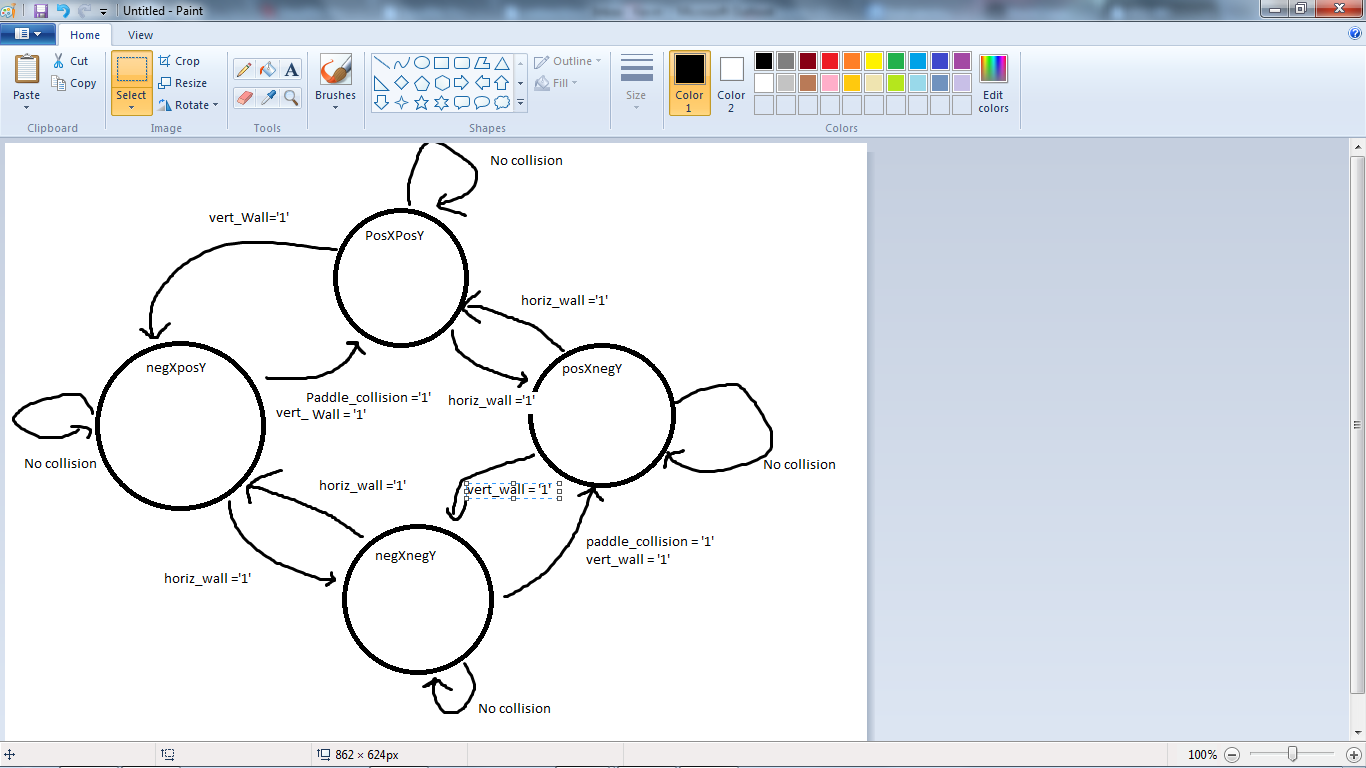 Untitled - Paint
Home
View
Paste
Cut
Copy
Clipboard
Select
Crop
Resize
Rotate
Image
A
Tools
Brushes
Outline
Fill
Shapes
Size
Color
1
Color
2
Edit
colors
Colors
No collision
vert_Wall='1'
PosXPosY
horiz_wall ='1'
negXposY
posXnegY
Paddle_collision ='1'
vert_ Wall = '1'
horiz_wall ='1'
No collision
No collision
horiz_wall ='1'
vert_wall = '1'
paddle_collision = '1'
vert_wall = '1'
negXnegY
horiz_wall ='1'
No collision
862 × 624px
100%